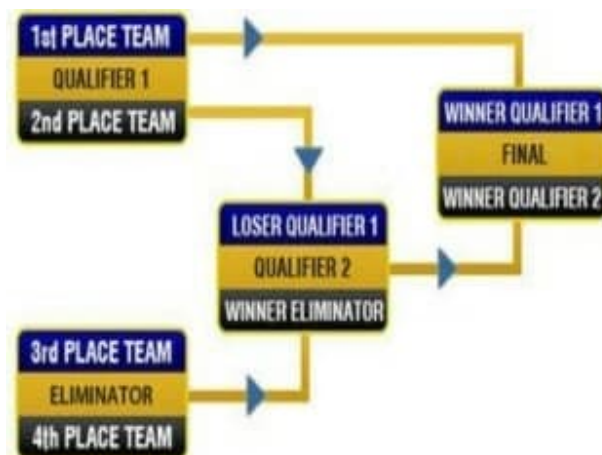 1st PLACE TEAM
QUALIFIER 1
2nd PLACE TEAM
WINNER QUALIFIER 1
FINAL
WINNER QUALIFIER 2
LOSER QUALIFIER 1
QUALIFIER 2
WINNER ELIMINATOR
3rd PLACE TEAM
ELIMINATOR
4th PLACE TEAM